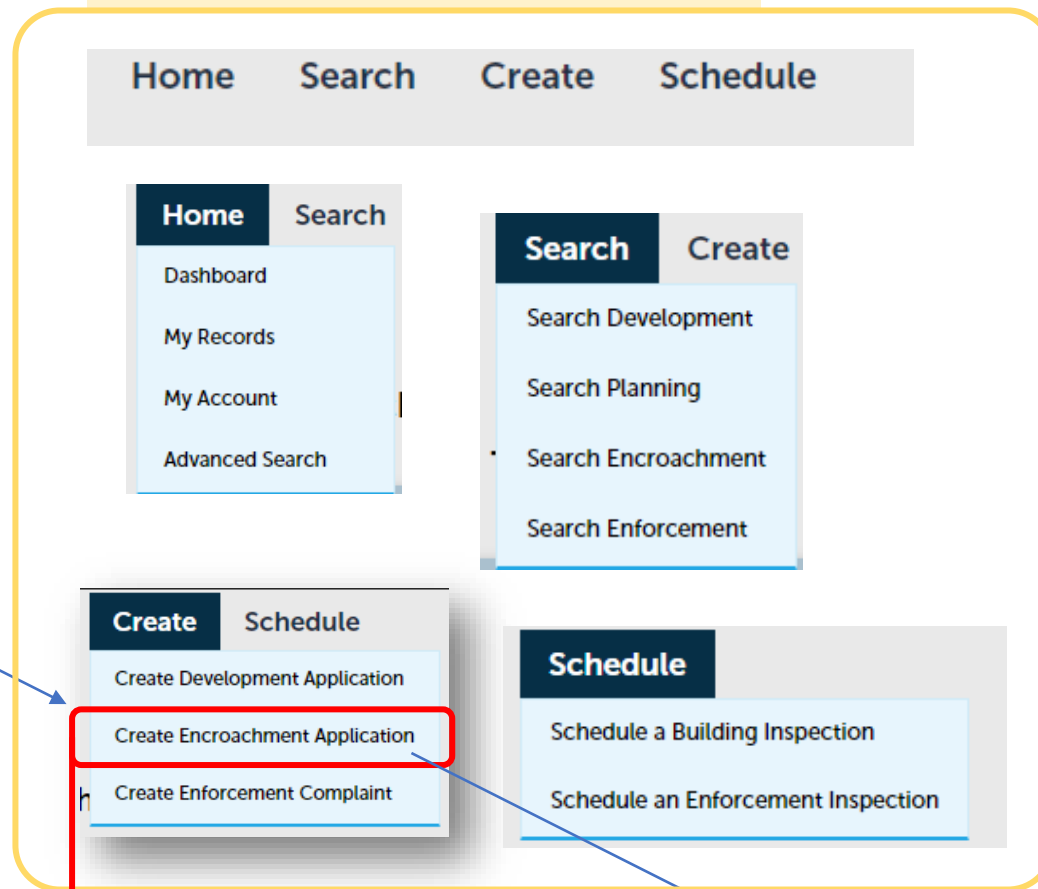 Home Search Create Schedule
Home Search
Dashboard
My Records
My Account
Advanced Search
Search Create
Search Development
Search Planning
Search Encroachment
Search Enforcement
Create Schedule
Create Development Application
Create Encroachment Application
Create Enforcement Complaint
Schedule
Schedule a Building Inspection
Schedule an Enforcement Inspection